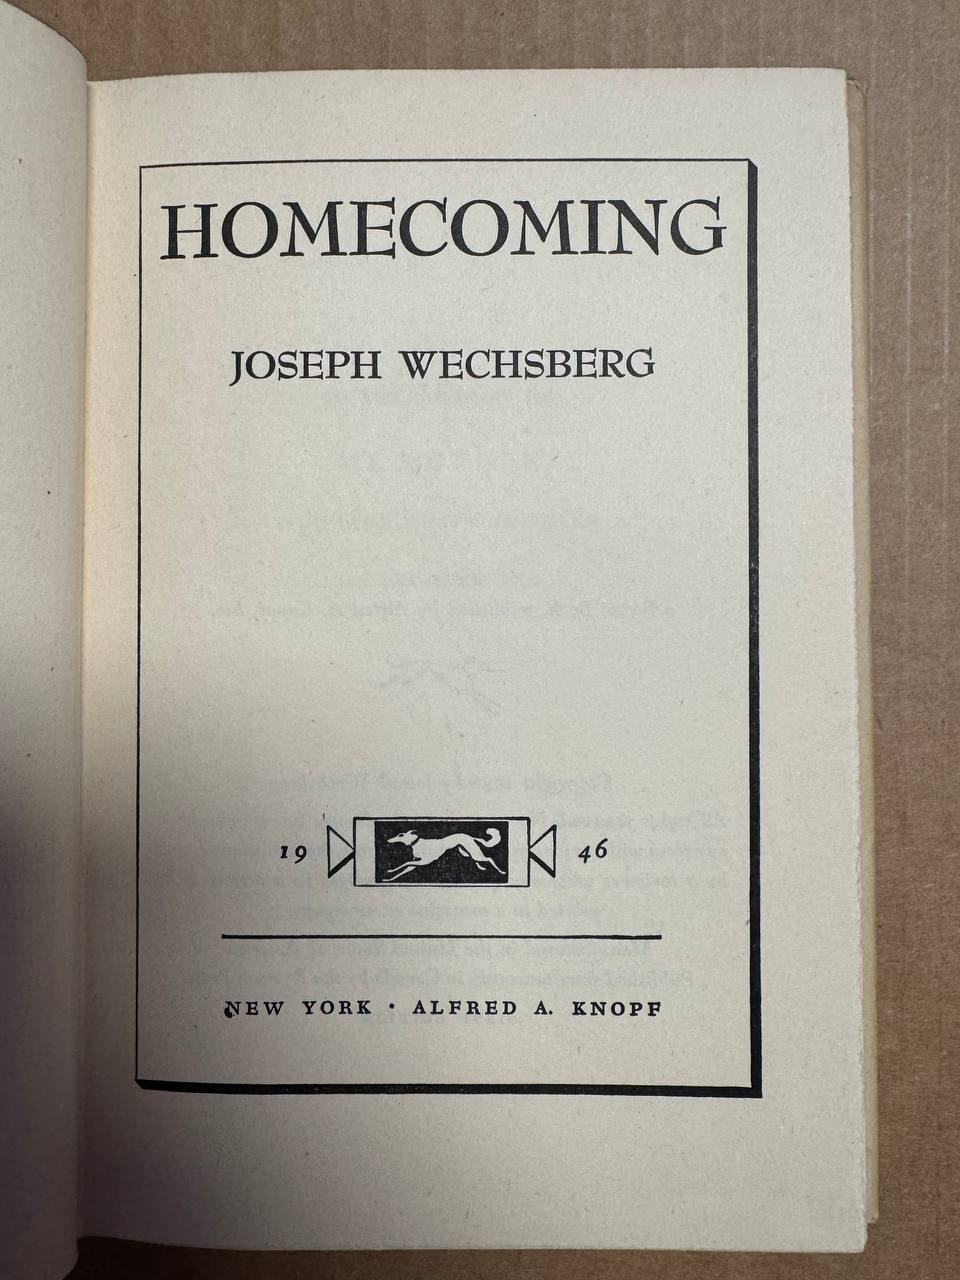 HOMECOMING
JOSEPH WECHSBERG
19 46
NEW YORK • ALFRED A. KNOPF